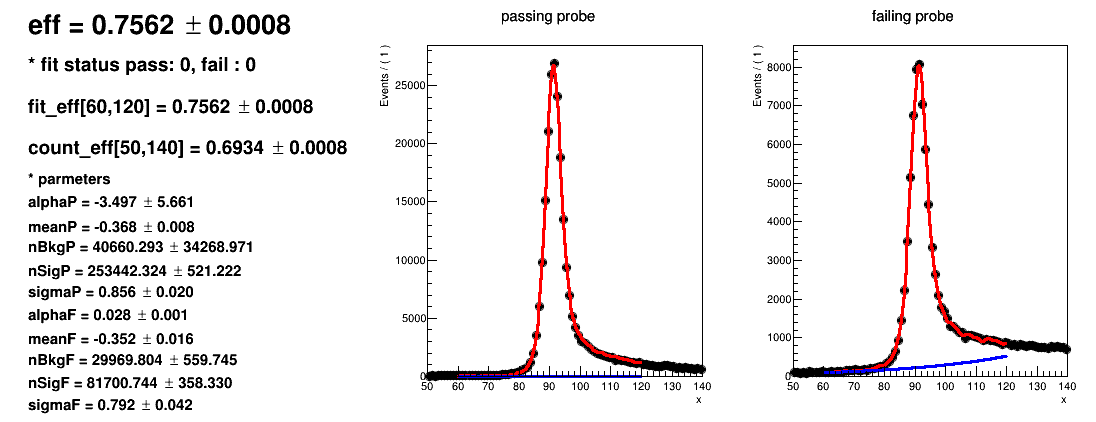 eff = 0.7562 ± 0.0008
* fit status pass: 0, fail : 0
fit_eff[60,120] = 0.7562 ± 0.0008
count_eff[50,140] = 0.6934 ± 0.0008
* parmeters
alphaP = -3.497 ± 5.661
meanP = -0.368 ± 0.008
nBkgP = 40660.293 ± 34268.971
nSigP = 253442.324 ± 521.222
sigmaP = 0.856 ± 0.020
alphaF = 0.028 ± 0.001
meanF = -0.352 ± 0.016
nBkgF = 29969.804 ± 559.745
nSigF = 81700.744 ± 358.330
sigmaF = 0.792 ± 0.042
passing probe
Events / ( 1 )
25000
20000
15000
10000
5000
0
50 60 70 80 90 100 110 120 130 140
x
failing probe
Events / ( 1 )
8000
7000
6000
5000
4000
3000
2000
1000
0
50 60 70 80 90 100 110 120 130 140
x